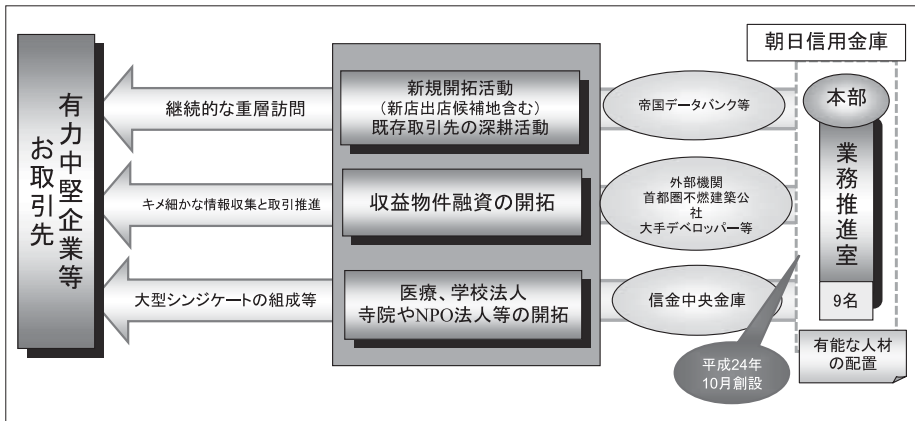 朝日信用金庫
本部
業務推進室
9名
有能な人材
の配置
平成24年
10月創設
帝国データバンク等
外部機関
首都圏不燃建築公
社
大手デベロッパー等
信金中央金庫
新規開拓活動
（新店出店候補地含む）
既存取引先の深耕活動
収益物件融資の開拓
医療、学校法人
寺院やNPO法人等の開拓
継続的な重層訪問
キメ細かな情報収集と取引推進
大型シンジケートの組成等
有力中堅企業等
お取引先